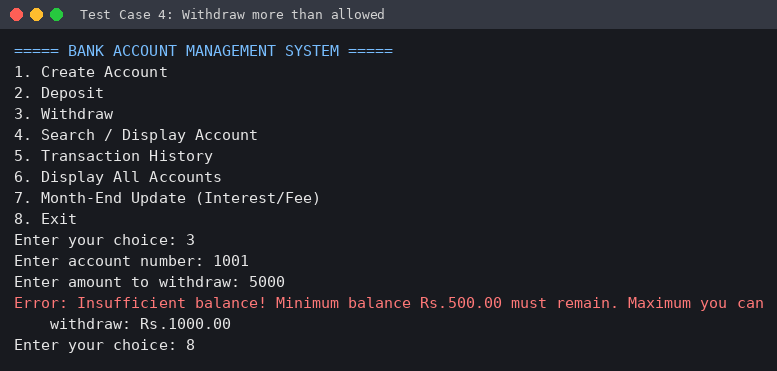 Test Case 4: Withdraw more than allowed
===== BANK ACCOUNT MANAGEMENT SYSTEM =====
1. Create Account
2. Deposit
3. Withdraw
4. Search / Display Account
5. Transaction History
6. Display All Accounts
7. Month-End Update (Interest/Fee)
8. Exit
Enter your choice: 3
Enter account number: 1001
Enter amount to withdraw: 5000
Error: Insufficient balance! Minimum balance Rs.500.00 must remain. Maximum you can
    withdraw: Rs.1000.00
Enter your choice: 8